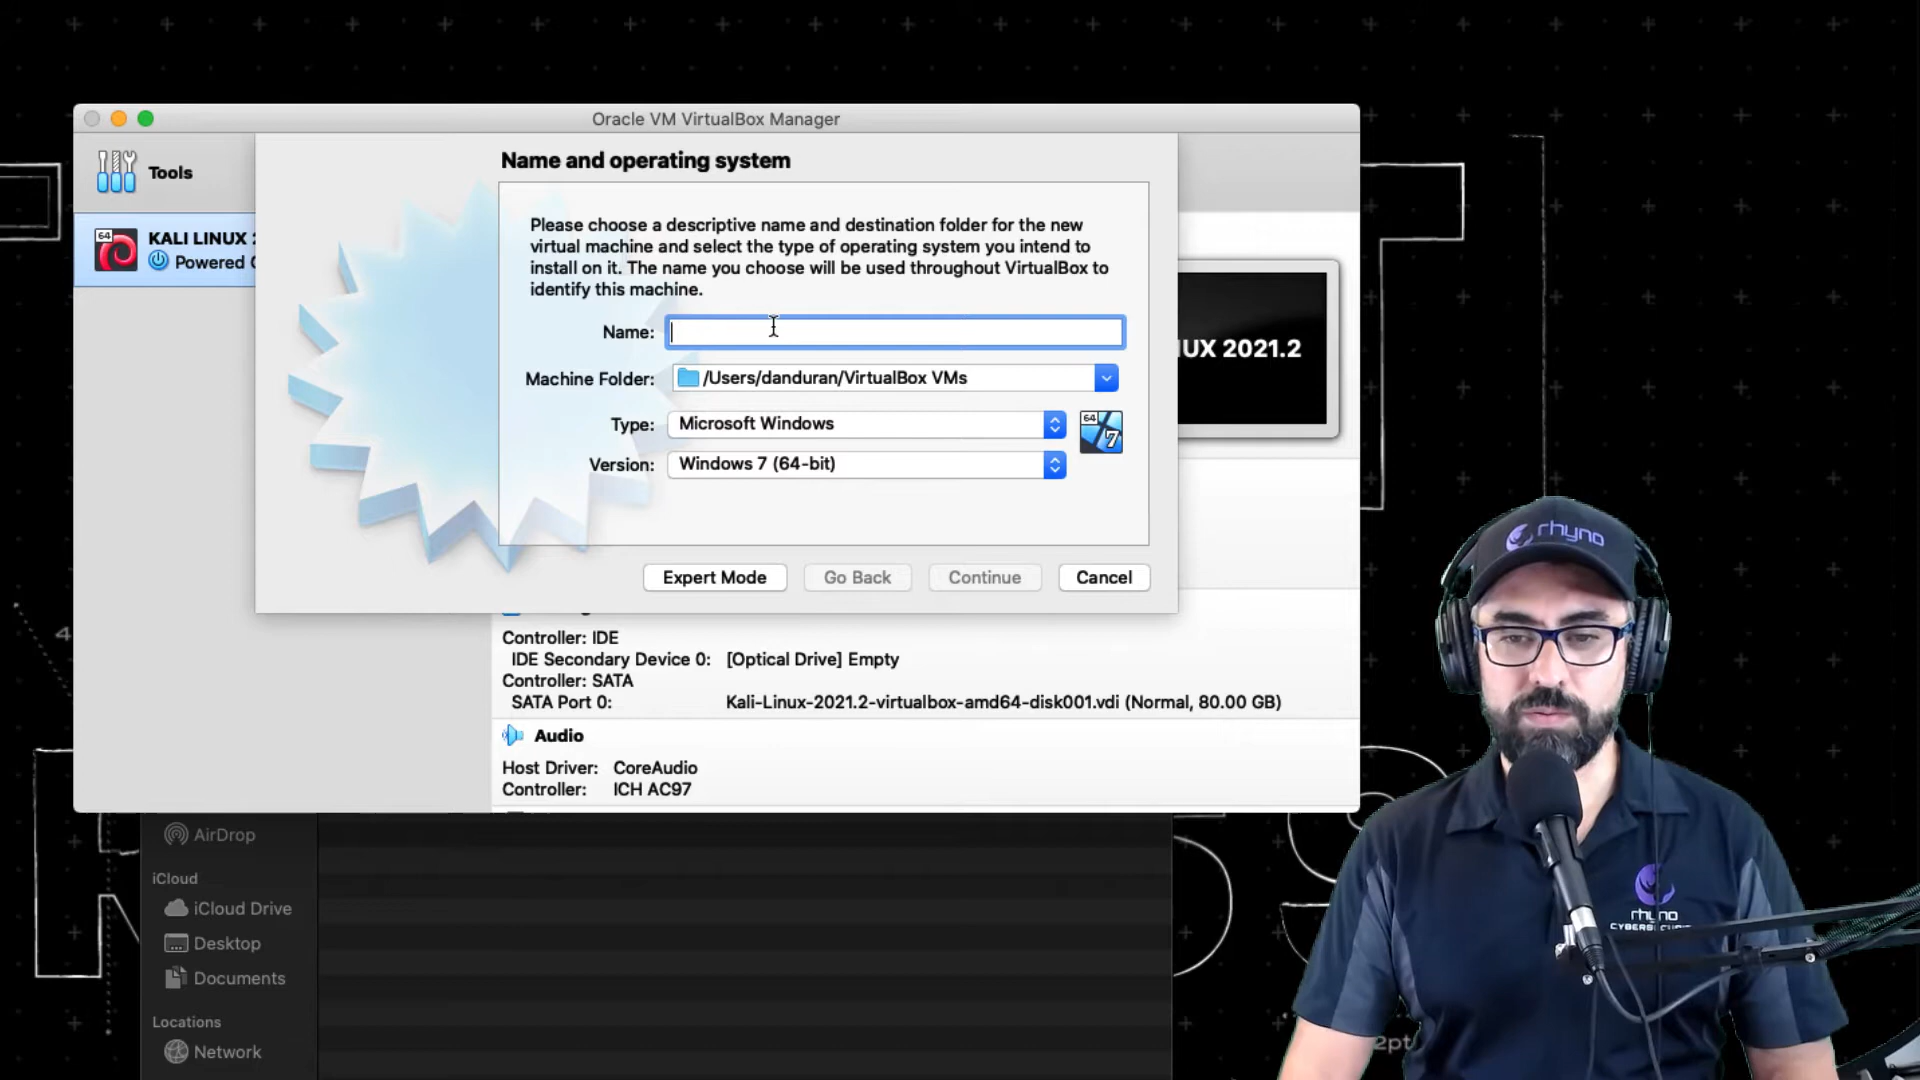 Oracle VM VirtualBox Manager
Tools
64
KALI LINUX
Powered
Name and operating system
Please choose a descriptive name and destination folder for the new
virtual machine and select the type of operating system you intend to
install on it. The name you choose will be used throughout VirtualBox to
identify this machine.
Name:
Machine Folder: /Users/danduran/VirtualBox VMs
Type: Microsoft Windows
64
7
Version: Windows 7 (64-bit)
Expert Mode Go Back Continue Cancel
UX 2021.2
Controller: IDE
IDE Secondary Device 0: [Optical Drive] Empty
Controller: SATA
SATA Port 0: Kali-Linux-2021.2-virtualbox-amd64-disk001.vdi (Normal, 80.00 GB)
Audio
Host Driver: CoreAudio
Controller: ICH AC97
AirDrop
iCloud
iCloud Drive
Desktop
Documents
Locations
Network
4
2pt
rhyno
rhyno